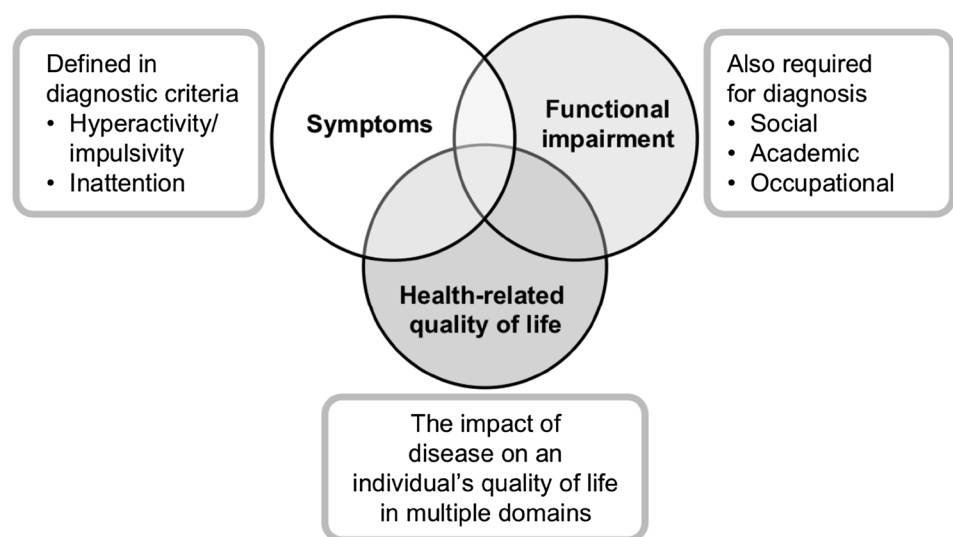 Defined in
diagnostic criteria
• Hyperactivity/
impulsivity
• Inattention
Symptoms
Functional
impairment
Also required
for diagnosis
• Social
• Academic
• Occupational
Health-related
quality of life
The impact of
disease on an
individual’s quality of life
in multiple domains